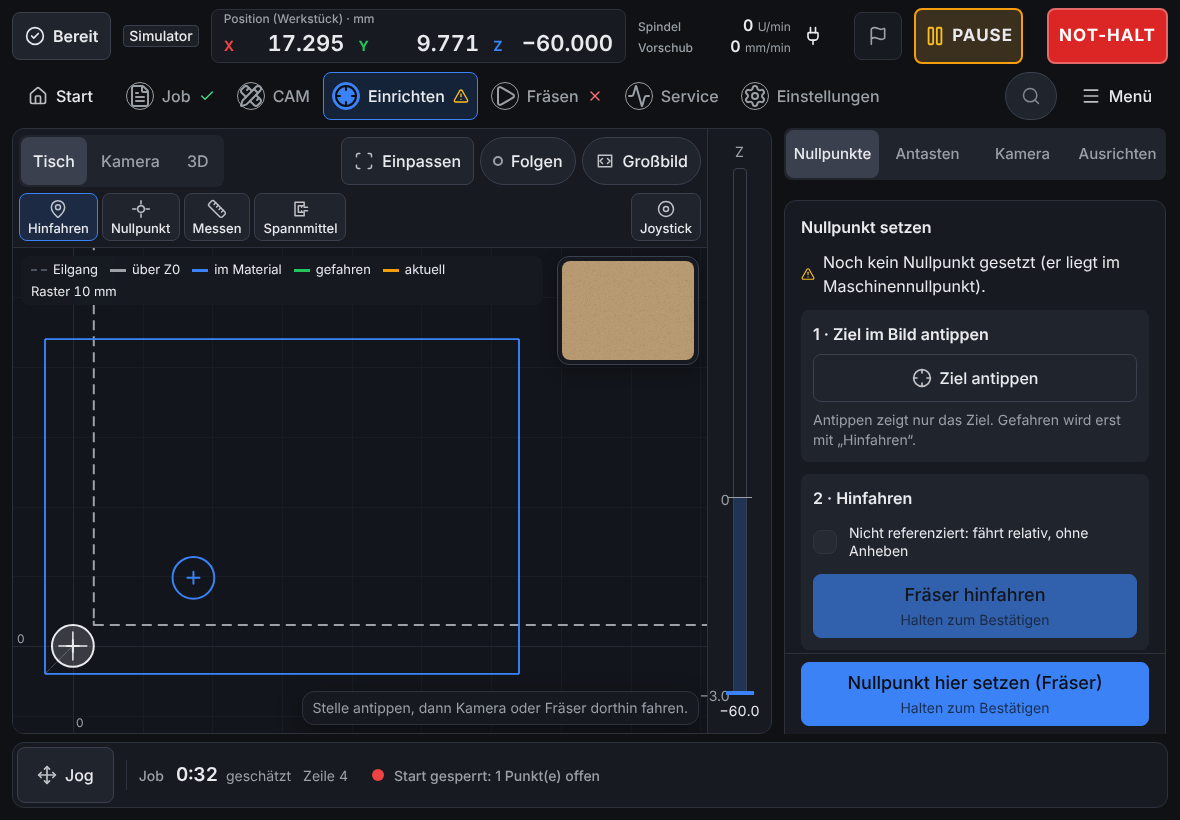 Bereit
Simulator
Position (Werkstück) · mm
X 17.295 Y 9.771 Z −60.000
Spindel 0 U/min
Vorschub 0 mm/min
PAUSE
NOT-HALT
Start
Job
CAM
Einrichten
Fräsen
Service
Einstellungen
Menü
Tisch
Kamera
3D
Einpassen
Folgen
Großbild
Hinfahren
Nullpunkt
Messen
Spannmittel
Joystick
Eilgang über Z0 im Material gefahren aktuell
Raster 10 mm
0
0
Stelle antippen, dann Kamera oder Fräser dorthin fahren.
Z
0
−3.0
−60.0
Nullpunkte
Antasten
Kamera
Ausrichten
Nullpunkt setzen
Noch kein Nullpunkt gesetzt (er liegt im
Maschinennullpunkt).
1 · Ziel im Bild antippen
Ziel antippen
Antippen zeigt nur das Ziel. Gefahren wird erst
mit „Hinfahren“.
2 · Hinfahren
Nicht referenziert: fährt relativ, ohne
Anheben
Fräser hinfahren
Halten zum Bestätigen
Nullpunkt hier setzen (Fräser)
Halten zum Bestätigen
Jog
Job 0:32 geschätzt Zeile 4
Start gesperrt: 1 Punkt(e) offen